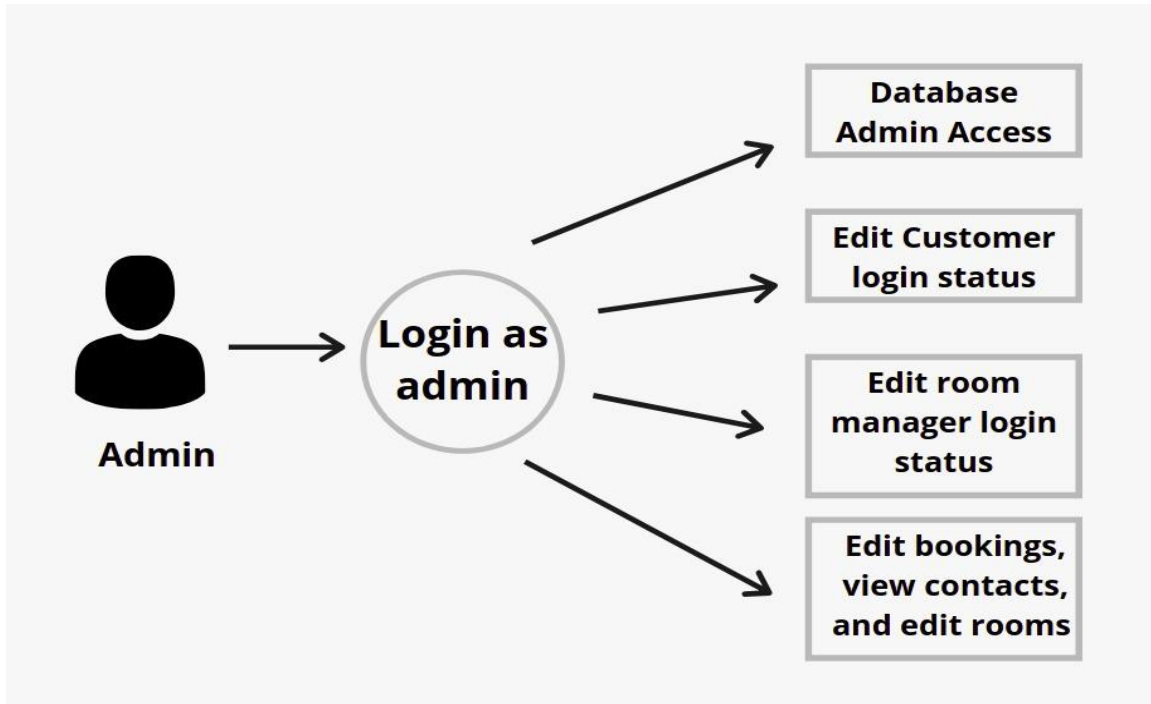 Admin
Login as
admin
Database
Admin Access
Edit Customer
login status
Edit room
manager login
status
Edit bookings,
view contacts,
and edit rooms